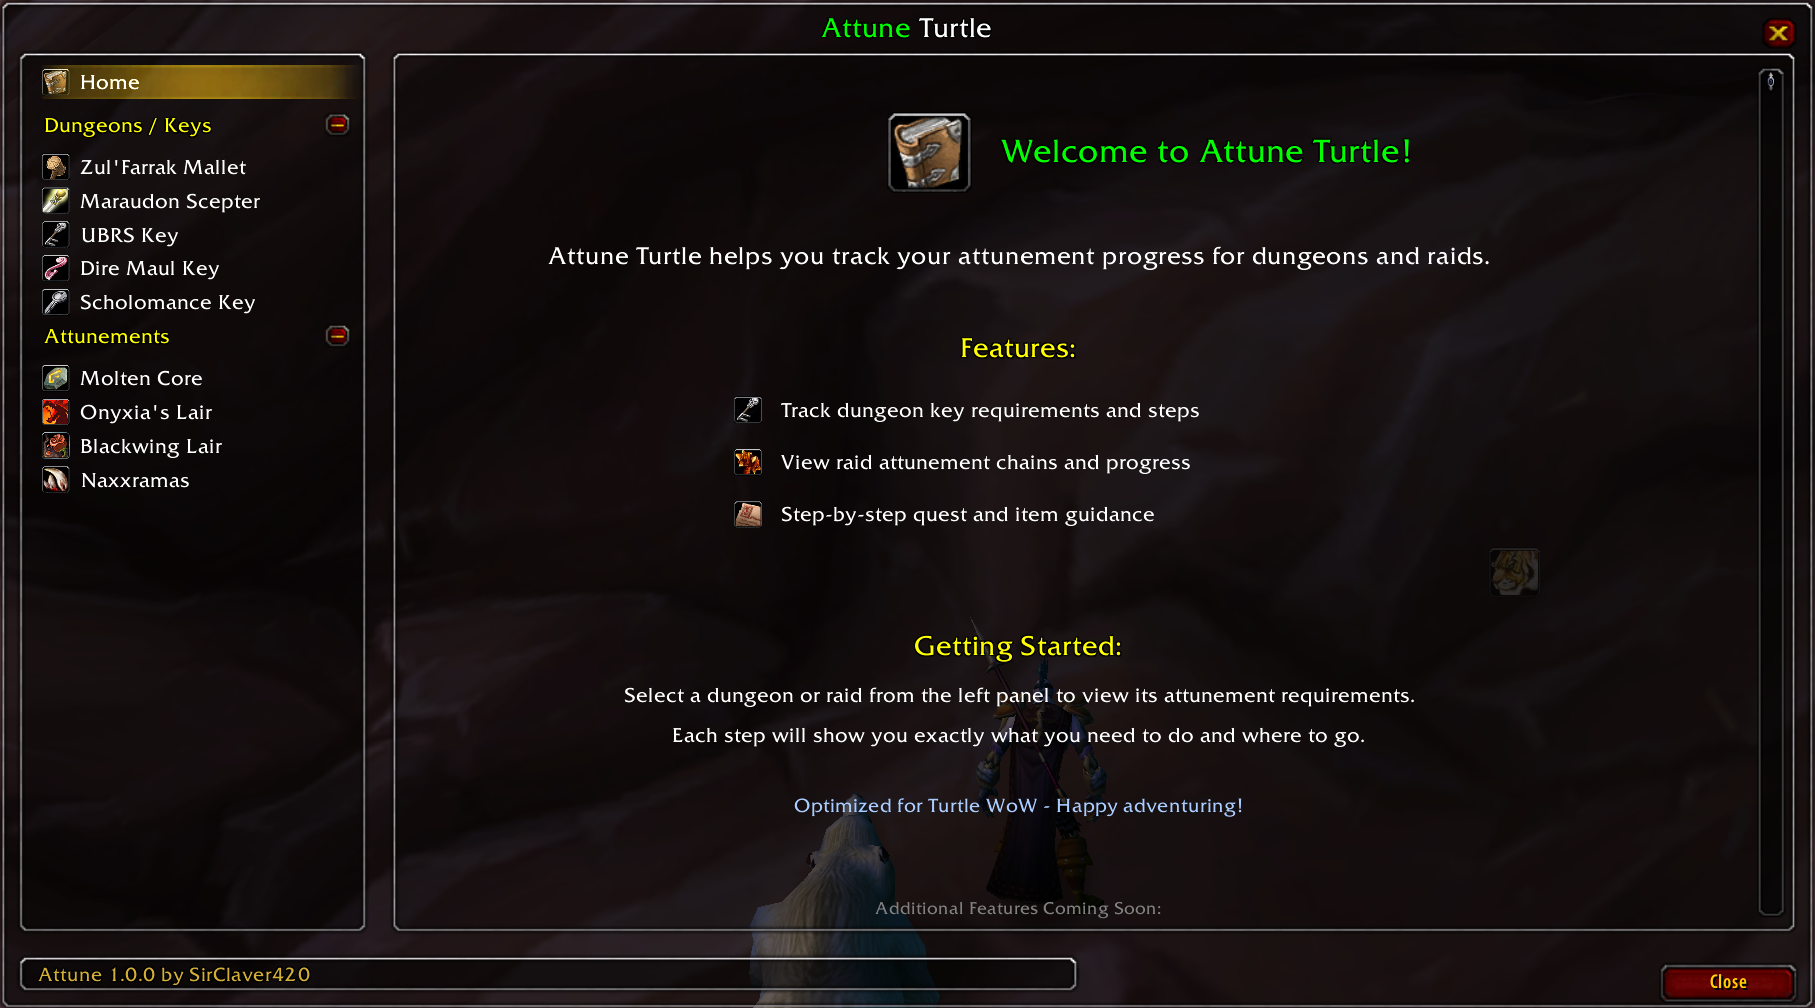 Attune Turtle
Home
Dungeons / Keys
Zul'Farrak Mallet
Maraudon Scepter
UBRS Key
Dire Maul Key
Scholomance Key
Attunements
Molten Core
Onyxia's Lair
Blackwing Lair
Naxxramas
Welcome to Attune Turtle!
Attune Turtle helps you track your attunement progress for dungeons and raids.
Features:
Track dungeon key requirements and steps
View raid attunement chains and progress
Step-by-step quest and item guidance
Getting Started:
Select a dungeon or raid from the left panel to view its attunement requirements.
Each step will show you exactly what you need to do and where to go.
Optimized for Turtle WoW - Happy adventuring!
Additional Features Coming Soon:
Attune 1.0.0 by SirClaver420
Close